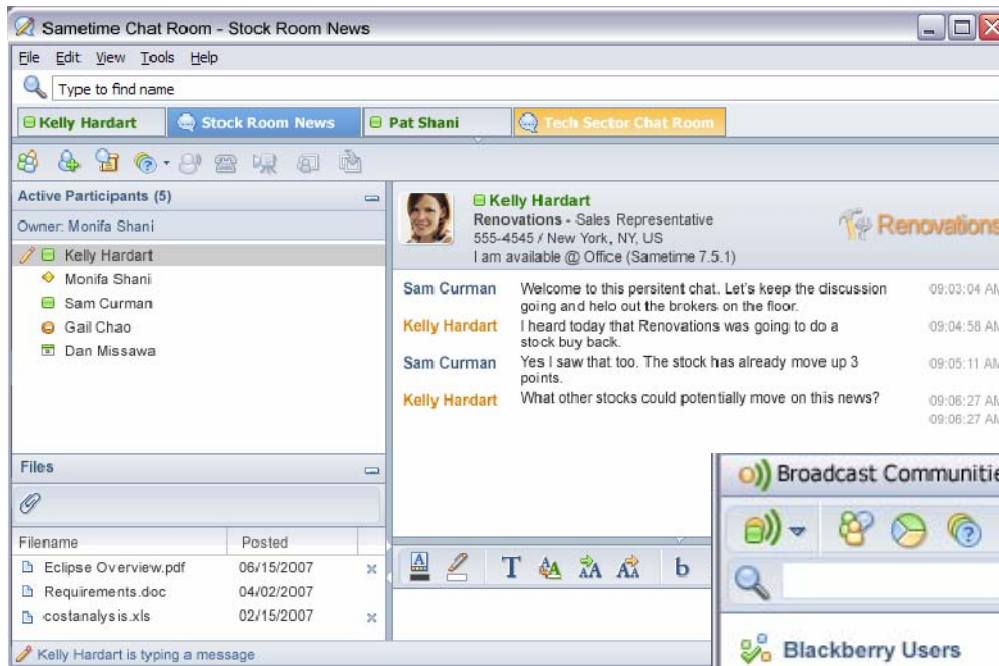 Sametime Chat Room - Stock Room News
File Edit View Tools Help
Type to find name
Kelly Hardart
Stock Room News
Pat Shani
Tech Sector Chat Room
Active Participants (5)
Owner: Monifa Shani
Kelly Hardart
Monifa Shani
Sam Curman
Gail Chao
Dan Missawa
Files
Filename Posted
Eclipse Overview.pdf 06/15/2007
Requirements.doc 04/02/2007
costanalysis.xls 02/15/2007
Kelly Hardart is typing a message
Kelly Hardart
Renovations - Sales Representative
555-4545 / New York, NY, US
I am available @ Office (Sametime 7.5.1)
Renovations
Sam Curman Welcome to this persitent chat. Let's keep the discussion 09:03:04 AM
going and helo out the brokers on the floor.
Kelly Hardart I heard today that Renovations was going to do a 09:04:58 AM
stock buy back.
Sam Curman Yes I saw that too. The stock has already move up 3 09:05:11 AM
points.
Kelly Hardart What other stocks could potentially move on this news? 09:06:27 AM
09:06:27 AM
A T AA AA b
Broadcast Communitie
Blackberry Users